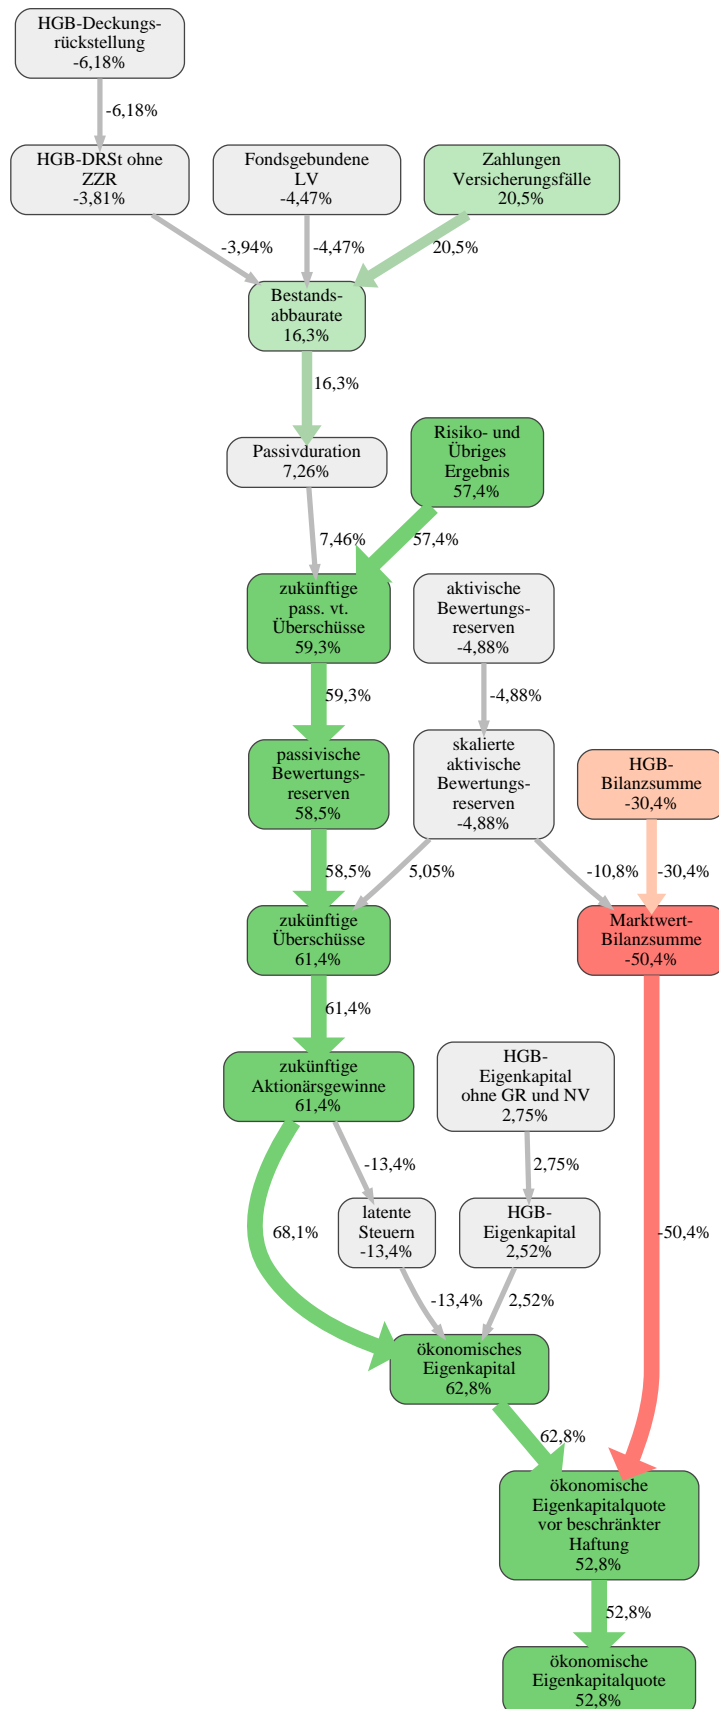 HGB-Deckungs-
rückstellung
-6,18%
-6,18%
HGB-DRSt ohne
ZZR
-3,81%
Fondsgebundene
LV
-4,47%
Zahlungen
Versicherungsfälle
20,5%
-3,94%
-4,47%
20,5%
Bestands-
abbaurate
16,3%
16,3%
Passivduration
7,26%
Risiko- und
Übriges
Ergebnis
57,4%
7,46%
57,4%
zukünftige
pass. vt.
Überschüsse
59,3%
aktivische
Bewertungs-
reserven
-4,88%
59,3%
-4,88%
passivische
Bewertungs-
reserven
58,5%
skalierte
aktivische
Bewertungs-
reserven
-4,88%
HGB-
Bilanzsumme
-30,4%
58,5%
5,05%
-10,8%
-30,4%
zukünftige
Überschüsse
61,4%
Marktwert-
Bilanzsumme
-50,4%
61,4%
zukünftige
Aktionärsgewinne
61,4%
HGB-
Eigenkapital
ohne GR und NV
2,75%
-13,4%
2,75%
68,1%
latente
Steuern
-13,4%
HGB-
Eigenkapital
2,52%
-50,4%
-13,4%
2,52%
ökonomisches
Eigenkapital
62,8%
62,8%
ökonomische
Eigenkapitalquote
vor beschränkter
Haftung
52,8%
52,8%
ökonomische
Eigenkapitalquote
52,8%